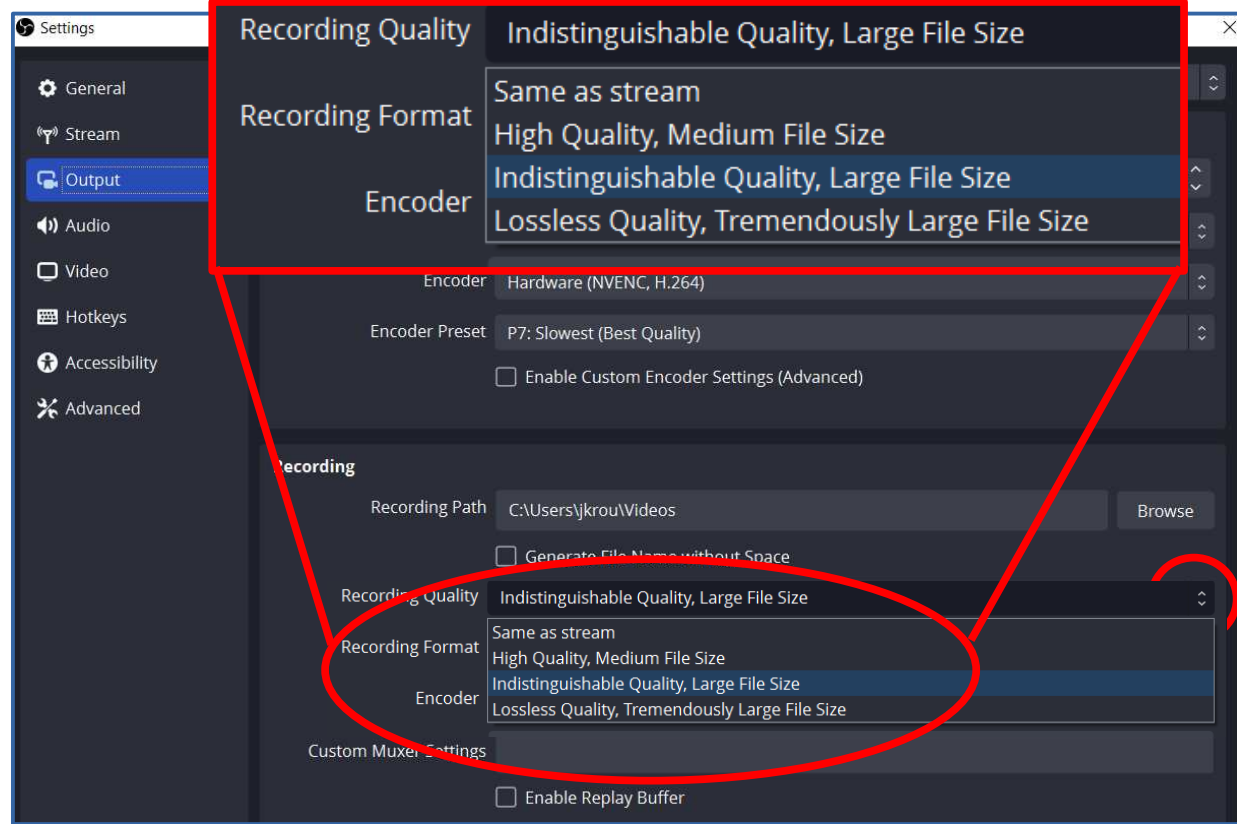 Settings
General
Stream
Output
Audio
Video
Hotkeys
Accessibility
Advanced
Recording Quality Indistinguishable Quality, Large File Size
Same as stream
Recording Format
High Quality, Medium File Size
Indistinguishable Quality, Large File Size
Encoder
Lossless Quality, Tremendously Large File Size
Encoder Hardware (NVENC, H.264)
Encoder Preset P7: Slowest (Best Quality)
Enable Custom Encoder Settings (Advanced)
Recording
Recording Path C:\Users\jkrou\Videos Browse
Generate File Name without Space
Recording Quality Indistinguishable Quality, Large File Size
Same as stream
Recording Format
High Quality, Medium File Size
Indistinguishable Quality, Large File Size
Encoder
Lossless Quality, Tremendously Large File Size
Custom Muxer Settings
Enable Replay Buffer